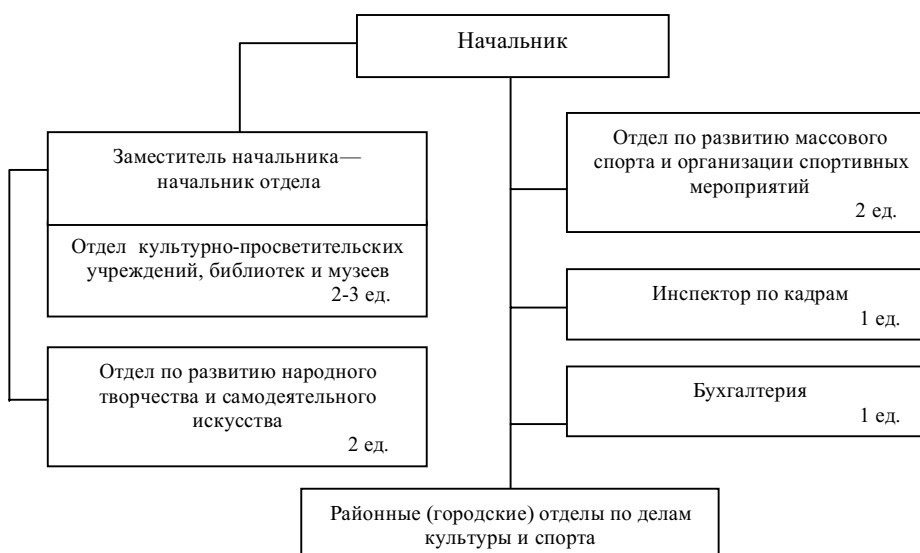 Начальник
Заместитель начальника—
начальник отдела
Отдел культурно-просветительских
учреждений, библиотек и музеев
2-3 ед.
Отдел по развитию народного
творчества и самодеятельного
искусства
2 ед.
Отдел по развитию массового
спорта и организации спортивных
мероприятий
2 ед.
Инспектор по кадрам
1 ед.
Бухгалтерия
1 ед.
Районные (городские) отделы по делам
культуры и спорта